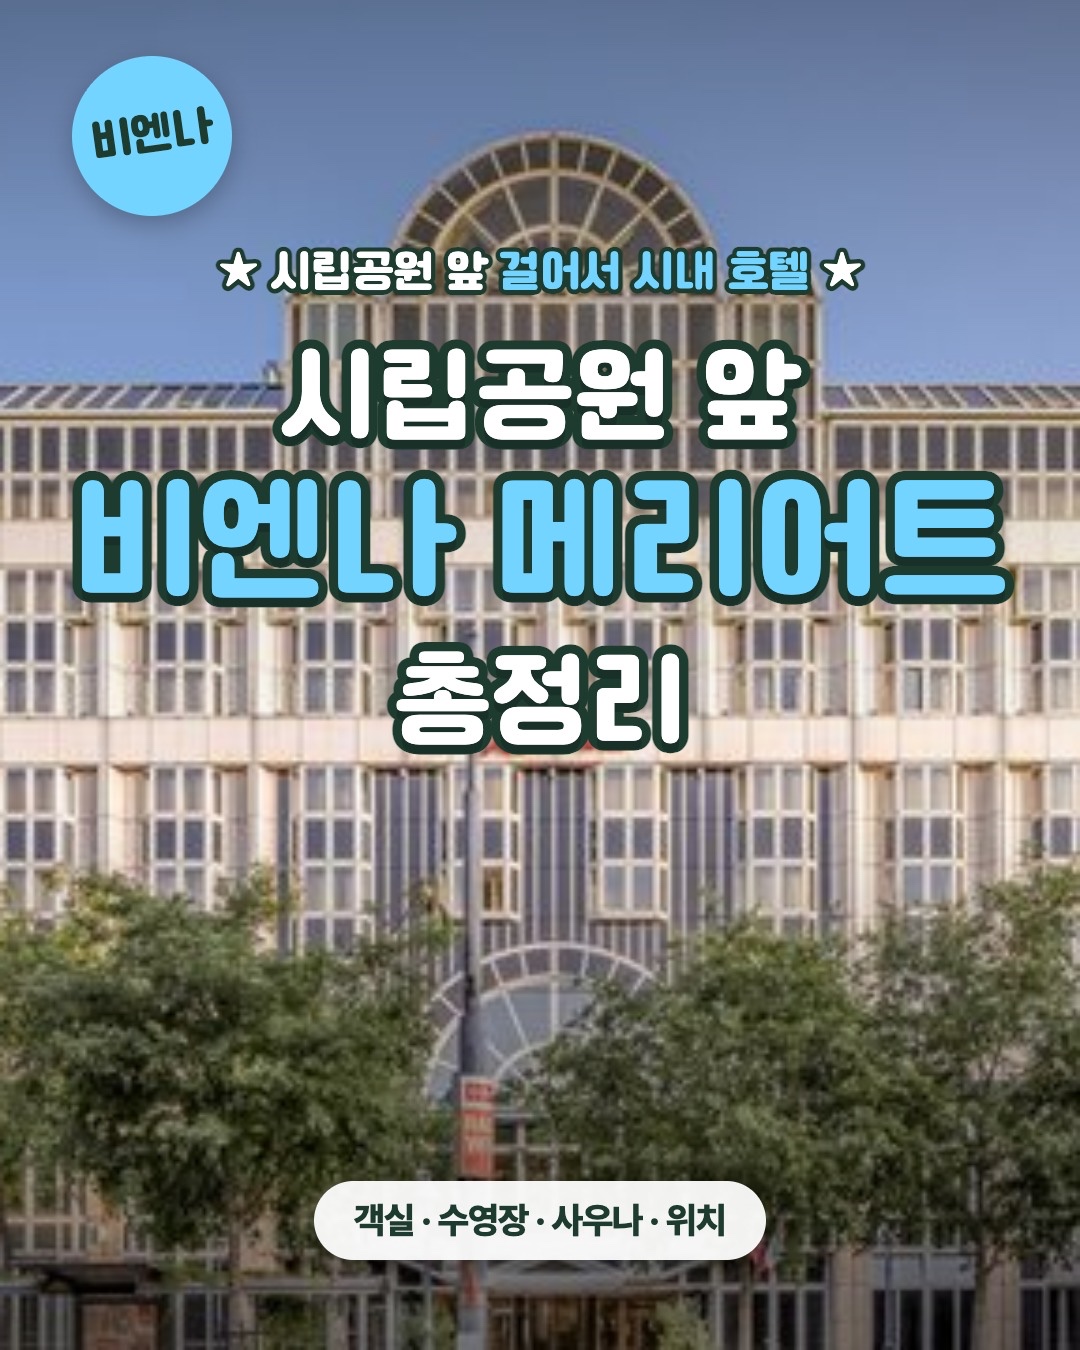 비엔나
★ 시립공원 앞 걸어서 시내 호텔 ★
시립공원 앞
비엔나 메리어트
총정리
객실 · 수영장 · 사우나 · 위치